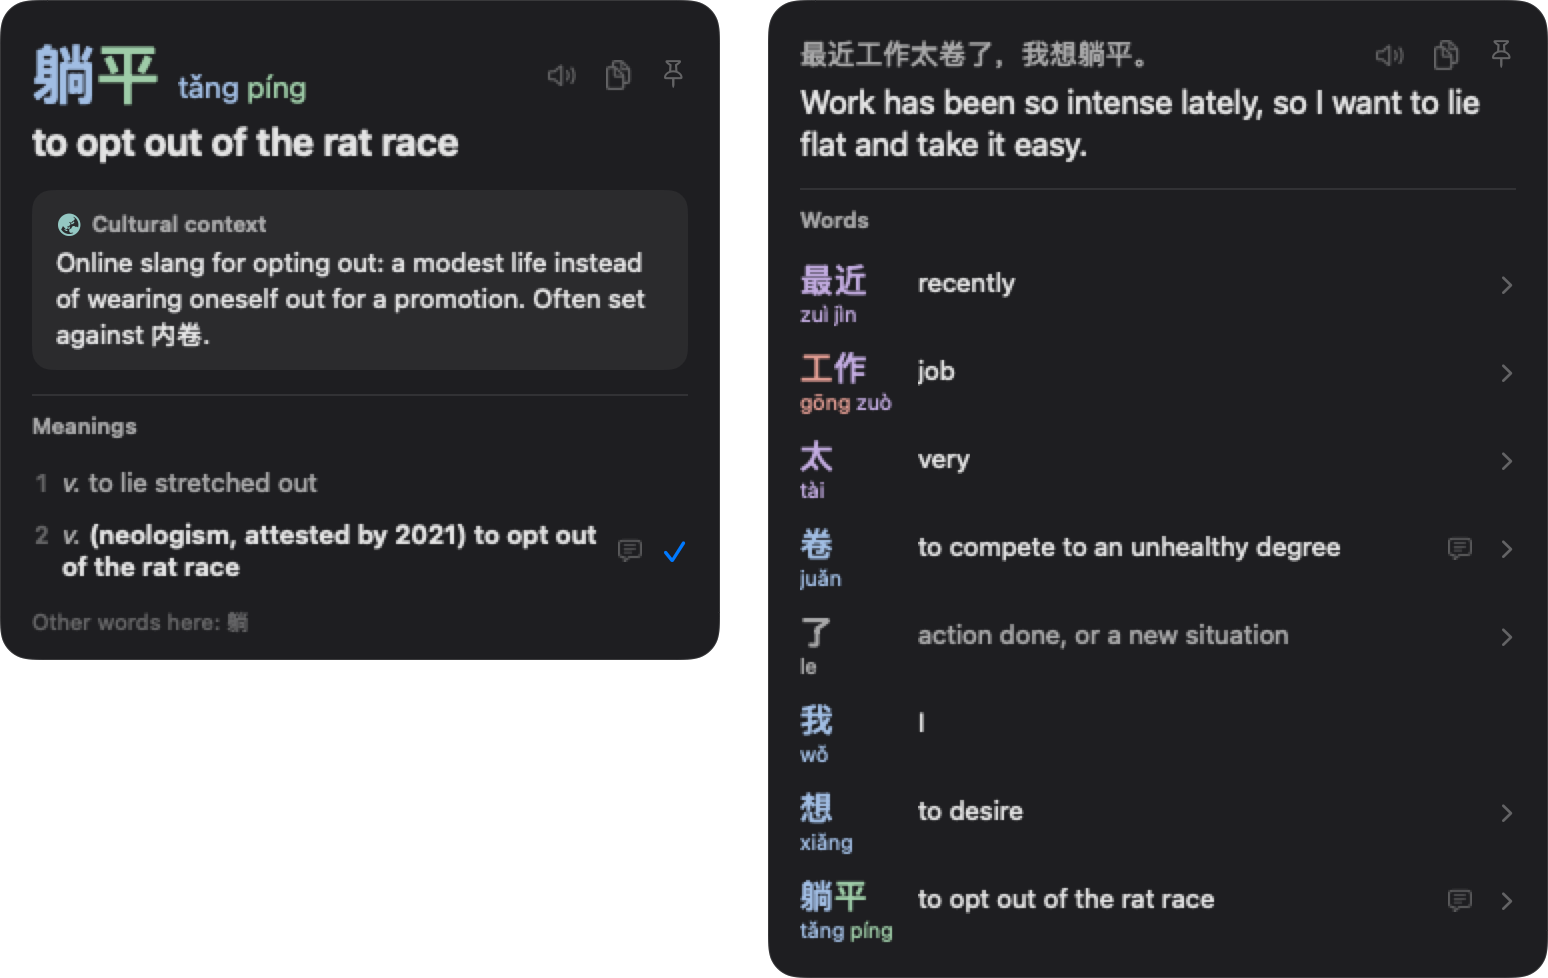 躺平 tǎng píng
to opt out of the rat race
Cultural context
Online slang for opting out: a modest life instead
of wearing oneself out for a promotion. Often set
against 内卷.
Meanings
1 v. to lie stretched out
2 v. (neologism, attested by 2021) to opt out
of the rat race
Other words here: 躺
最近工作太卷了，我想躺平。
Work has been so intense lately, so I want to lie
flat and take it easy.
Words
最近 recently
zuì jìn
工作 job
gōng zuò
太 very
tài
卷 to compete to an unhealthy degree
juǎn
了 action done, or a new situation
le
我 I
wǒ
想 to desire
xiǎng
躺平 to opt out of the rat race
tǎng píng